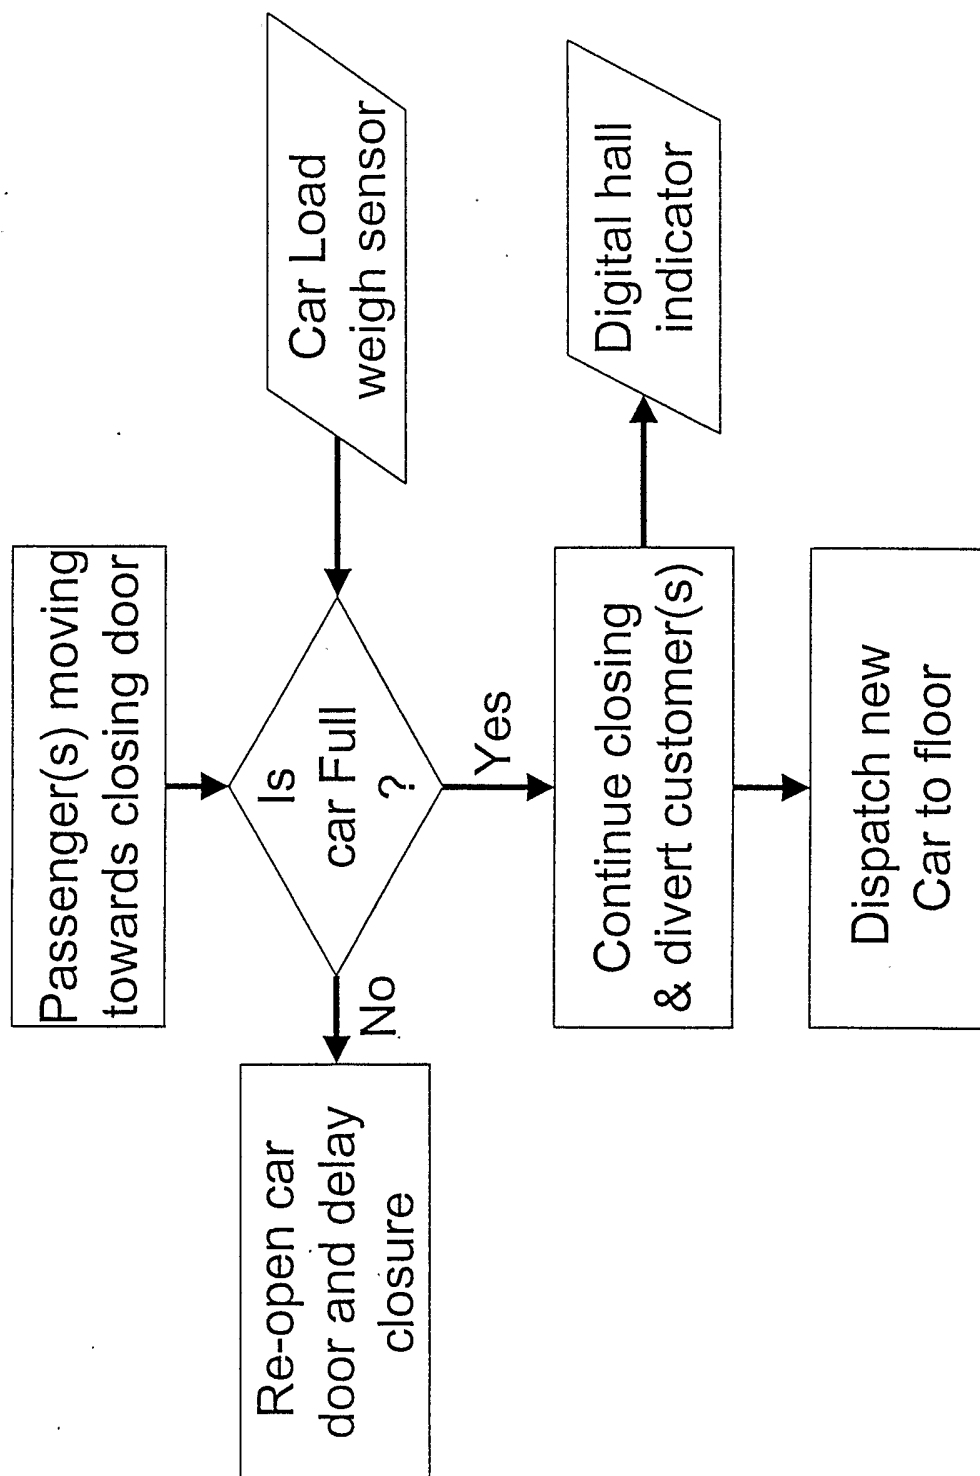 Passenger(s) moving
towards closing door
Car Load
weigh sensor
Is
car Full
?
No
Yes
Re-open car
door and delay
closure
Continue closing
& divert customer(s)
Digital hall
indicator
Dispatch new
Car to floor